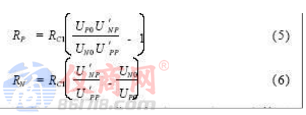 R_P = R_C1 ( U_P0 U'_NP / U_N0 U'_PP - 1 ) (5)
R_N = R_C1 ( U'_NP / U'_PP - U_N0 / U_P0 ) (6)